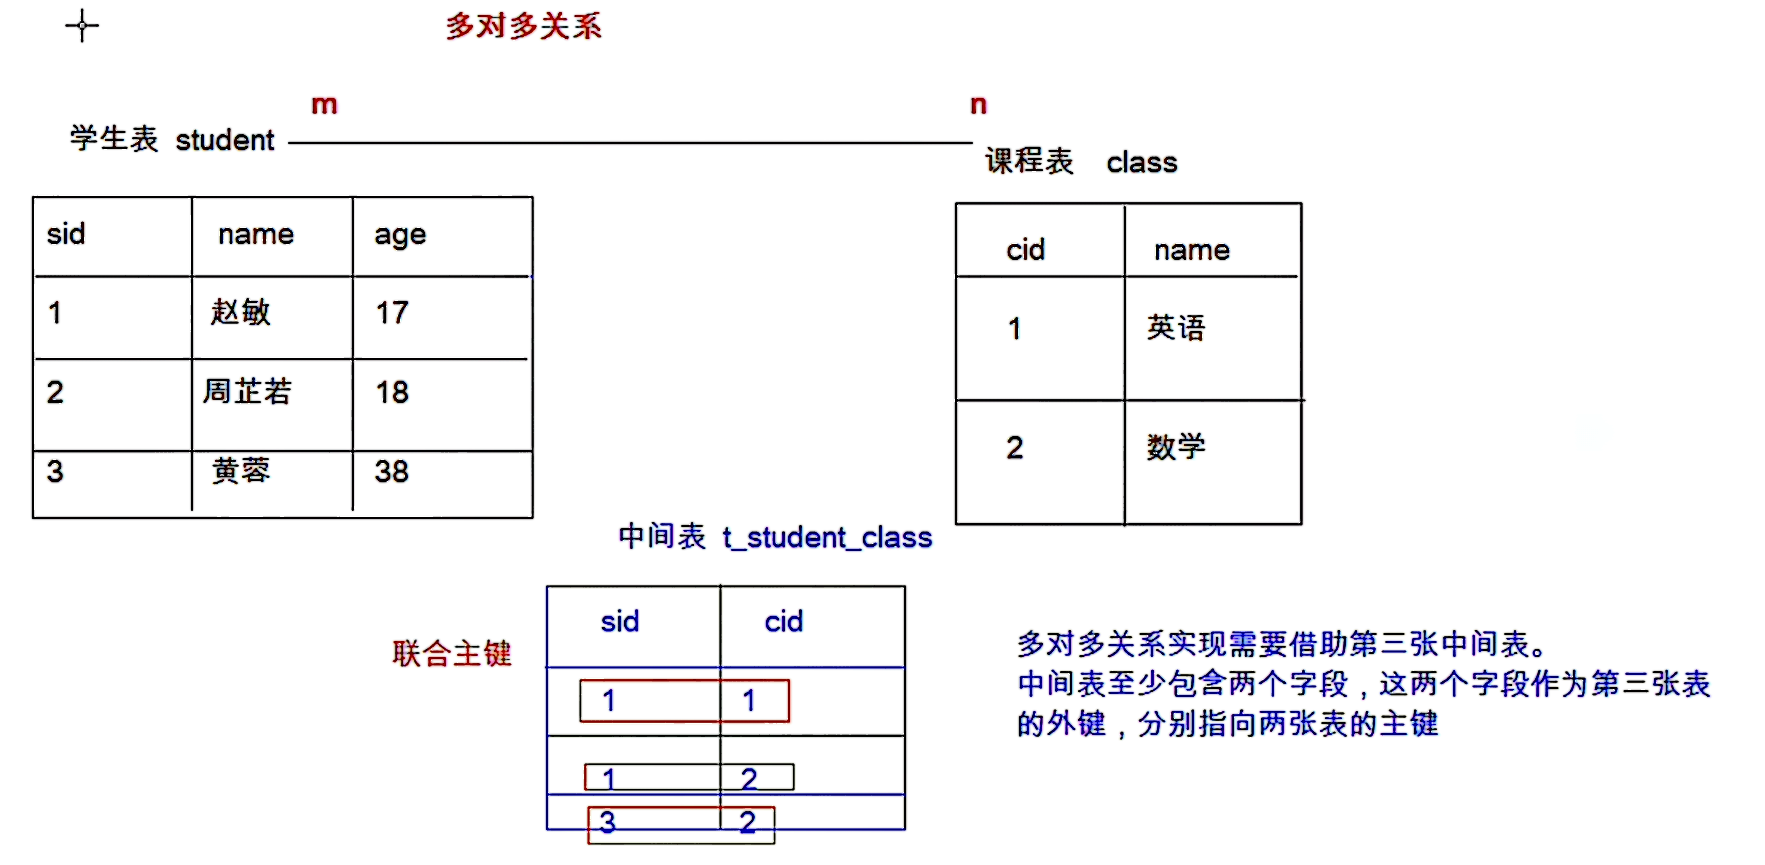 多对多关系
m
n
学生表 student
课程表 class
sid name age
1 赵敏 17
2 周芷若 18
3 黄蓉 38
cid name
1 英语
2 数学
中间表 t_student_class
联合主键
sid cid
1 1
1 2
3 2
多对多关系实现需要借助第三张中间表。
中间表至少包含两个字段，这两个字段作为第三张表
的外键，分别指向两张表的主键